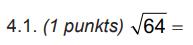 4.1. (1 punkts) √64 =